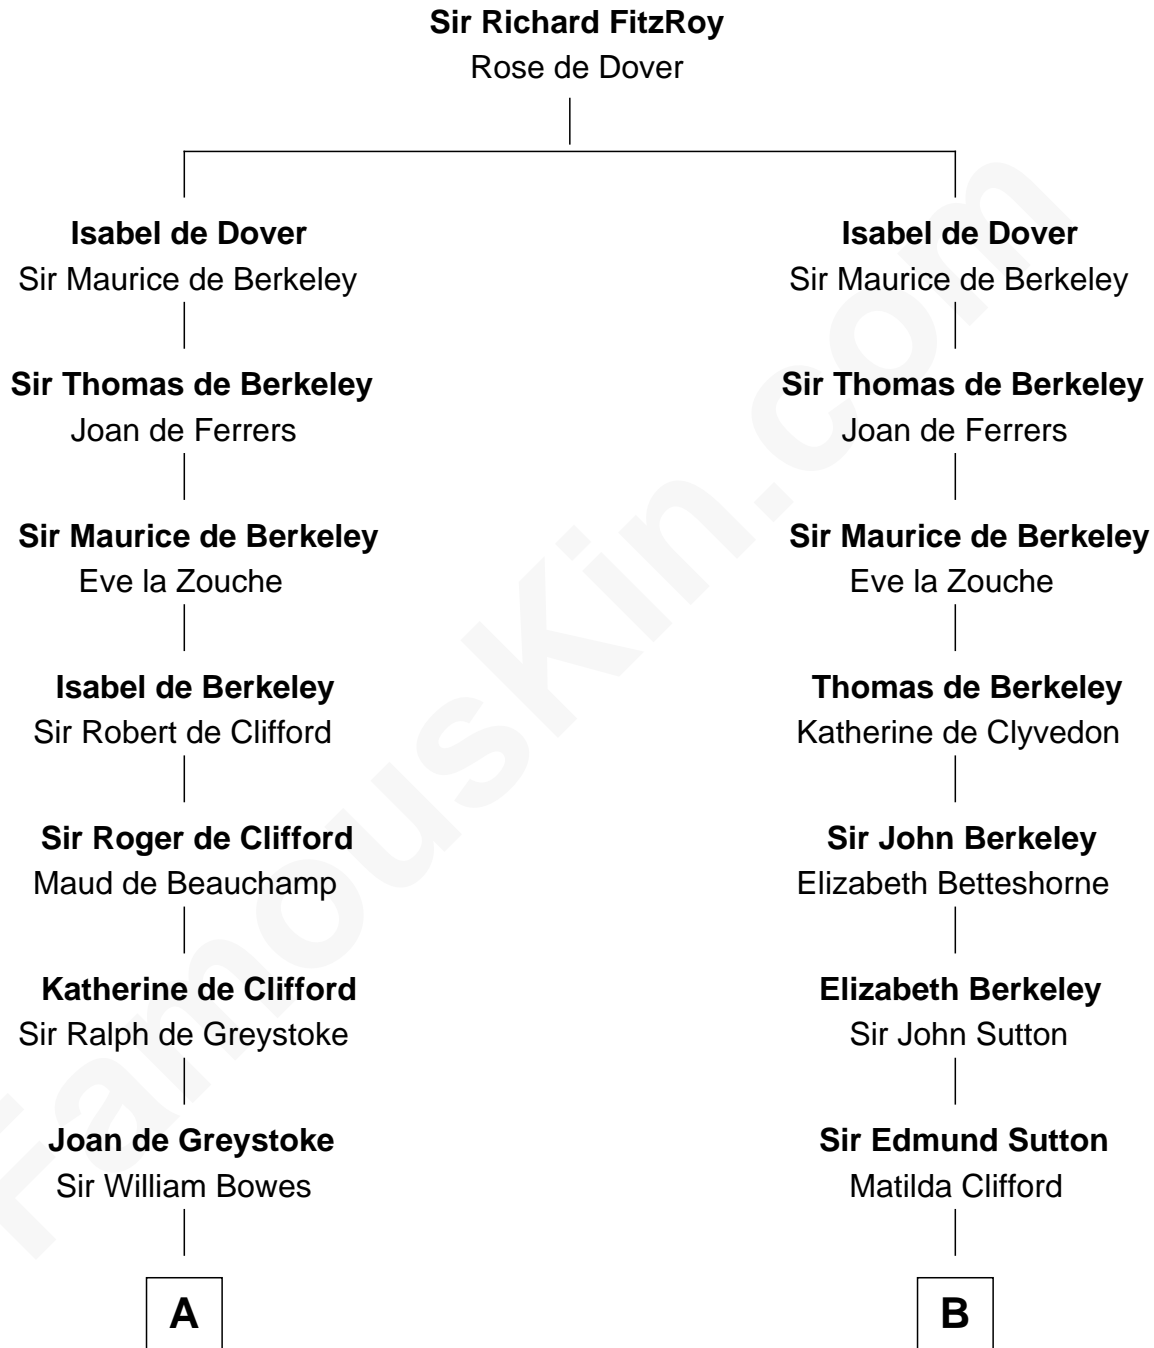 Sir Richard FitzRoy
Rose de Dover
Isabel de Dover
Sir Maurice de Berkeley
Isabel de Dover
Sir Maurice de Berkeley
Sir Thomas de Berkeley
Joan de Ferrers
Sir Thomas de Berkeley
Joan de Ferrers
Sir Maurice de Berkeley
Eve la Zouche
Sir Maurice de Berkeley
Eve la Zouche
Isabel de Berkeley
Sir Robert de Clifford
Thomas de Berkeley
Katherine de Clyvedon
Sir Roger de Clifford
Maud de Beauchamp
Sir John Berkeley
Elizabeth Betteshorne
Katherine de Clifford
Sir Ralph de Greystoke
Elizabeth Berkeley
Sir John Sutton
Joan de Greystoke
Sir William Bowes
Sir Edmund Sutton
Matilda Clifford
A
B
FamousKin.com